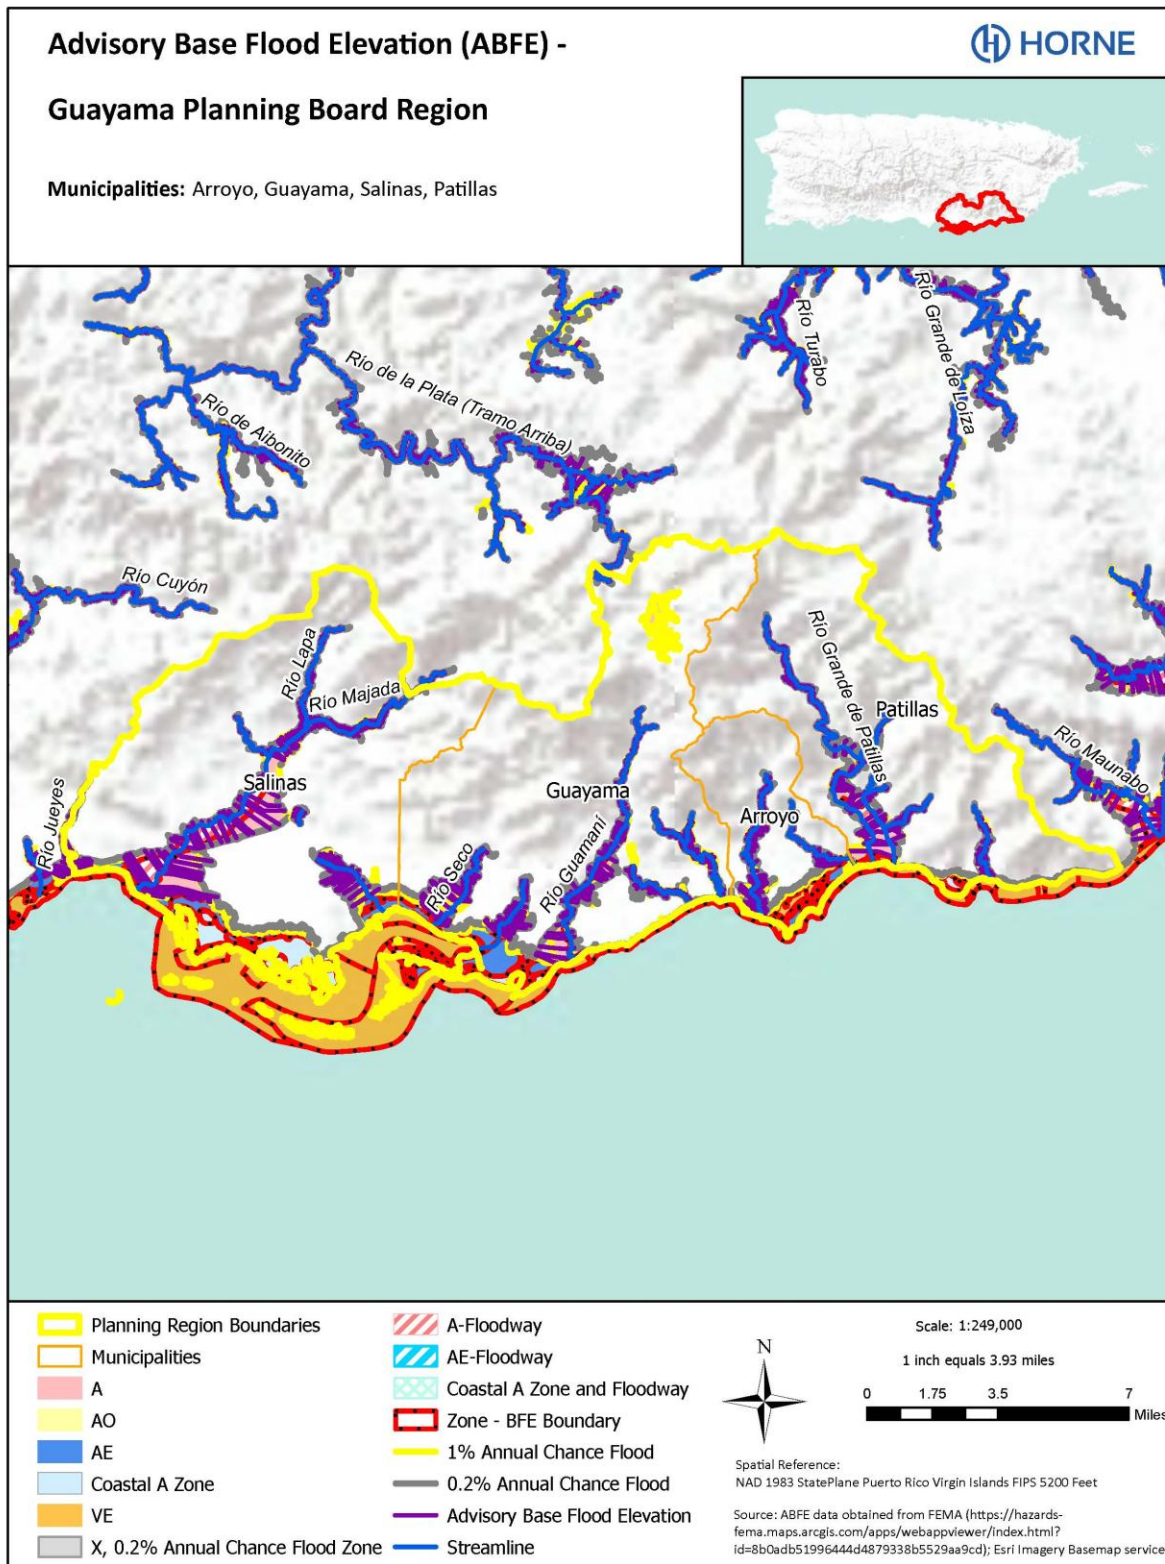 Advisory Base Flood Elevation (ABFE) -
Guayama Planning Board Region
Municipalities: Arroyo, Guayama, Salinas, Patillas
HORNE
Río Grande de Loiza
Río Turabo
Río de la Plata (Tramo Arriba)
Río de Aibonito
Río Cuyón
Río Lapa
Río Majada
Río Grande de Patillas
Patillas
Río Maunabo
Salinas
Guayama
Arroyo
Río Jueyes
Río Seco
Río Guamaní
Planning Region Boundaries
Municipalities
A
AO
AE
Coastal A Zone
VE
X, 0.2% Annual Chance Flood Zone
A-Floodway
AE-Floodway
Coastal A Zone and Floodway
Zone - BFE Boundary
1% Annual Chance Flood
0.2% Annual Chance Flood
Advisory Base Flood Elevation
Streamline
N
Scale: 1:249,000
1 inch equals 3.93 miles
0 1.75 3.5 7
Miles
Spatial Reference:
NAD 1983 StatePlane Puerto Rico Virgin Islands FIPS 5200 Feet
Source: ABFE data obtained from FEMA (https://hazards-
fema.maps.arcgis.com/apps/webappviewer/index.html?
id=8b0adb51996444d4879338b5529aa9cd); Esri Imagery Basemap service